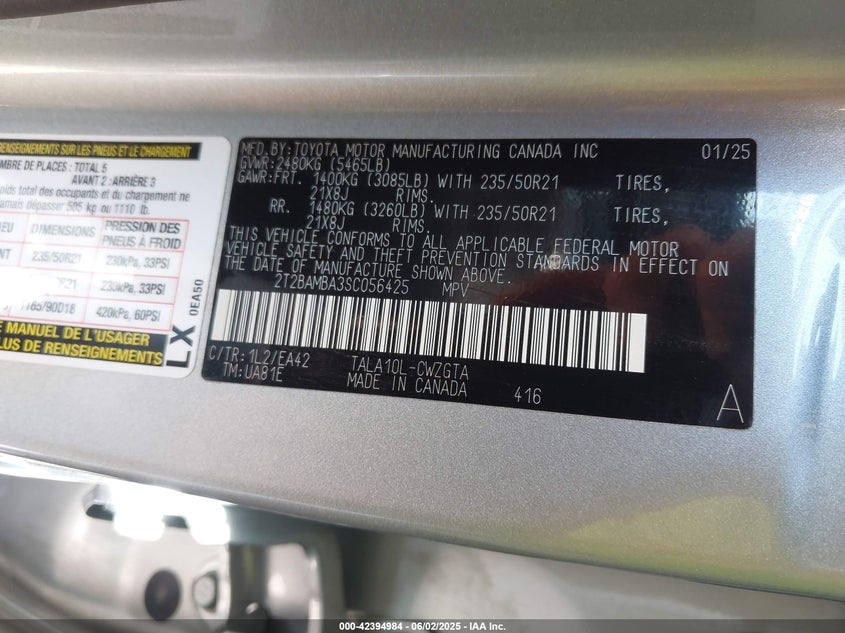 RENSEIGNEMENTS SUR LES PNEUS ET LE CHARGEMENT
MBRE DE PLACES : TOTAL 5
AVANT 2 : ARRIÈRE 3
oids total des occupants et du chargement ne
jamais dépasser 505 kg ou 1110 lb.
DIMENSIONS
PRESSION DES
PNEUS À FROID
235/50R21
230kPa, 33PSI
230kPa, 33PSI
T165/90D18
420kPa, 60PSI
E MANUEL DE L'USAGER
PLUS DE RENSEIGNEMENTS
LX
0EA50
MFD.BY:TOYOTA MOTOR MANUFACTURING CANADA INC 01/25
GVWR:2480KG (5465LB)
GAWR:FRT. 1400KG (3085LB) WITH 235/50R21 TIRES,
21X8J RIMS.
RR. 1480KG (3260LB) WITH 235/50R21 TIRES,
21X8J RIMS.
THIS VEHICLE CONFORMS TO ALL APPLICABLE FEDERAL MOTOR
VEHICLE SAFETY AND THEFT PREVENTION STANDARDS IN EFFECT ON
THE DATE OF MANUFACTURE SHOWN ABOVE.
2T2BAMBA3SC056425 MPV
C/TR:1L2/EA42 TALA10L-CWZGTA
TM:UA81E MADE IN CANADA 416
A
000-42394984 - 06/02/2025 - IAA Inc.